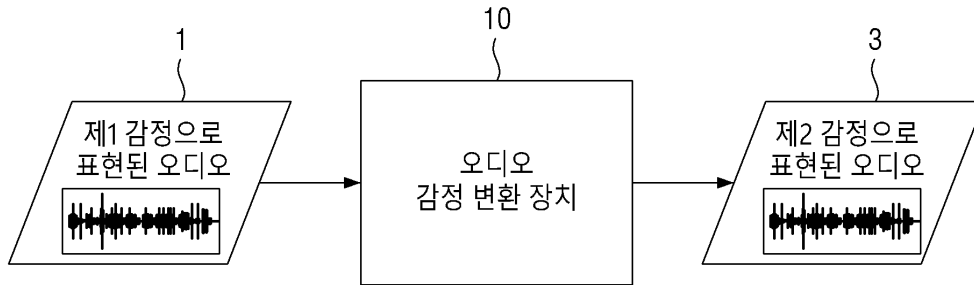 1
10
3
제1 감정으로
표현된 오디오
오디오
감정 변환 장치
제2 감정으로
표현된 오디오